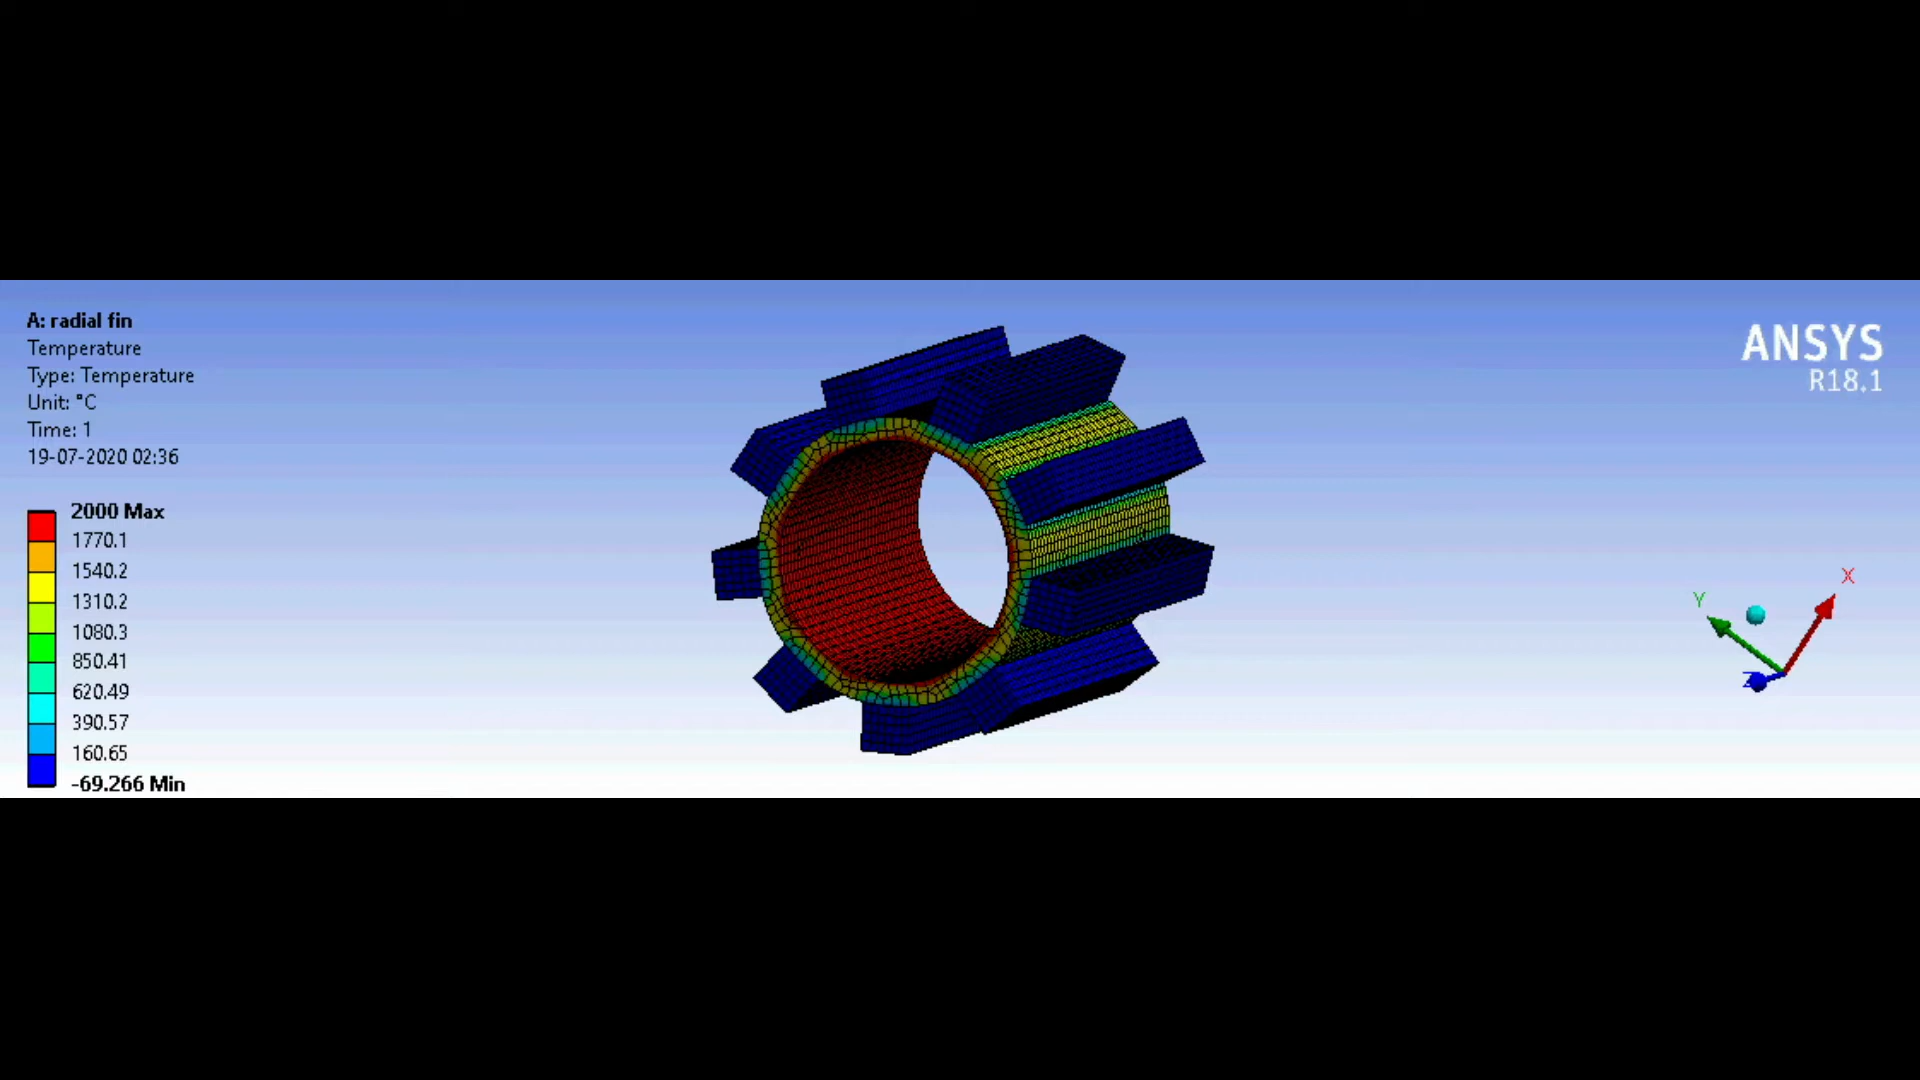 A: radial fin
Temperature
Type: Temperature
Unit: °C
Time: 1
19-07-2020 02:36
2000 Max
1770.1
1540.2
1310.2
1080.3
850.41
620.49
390.57
160.65
-69.266 Min
ANSYS
R18.1
X
Y
Z